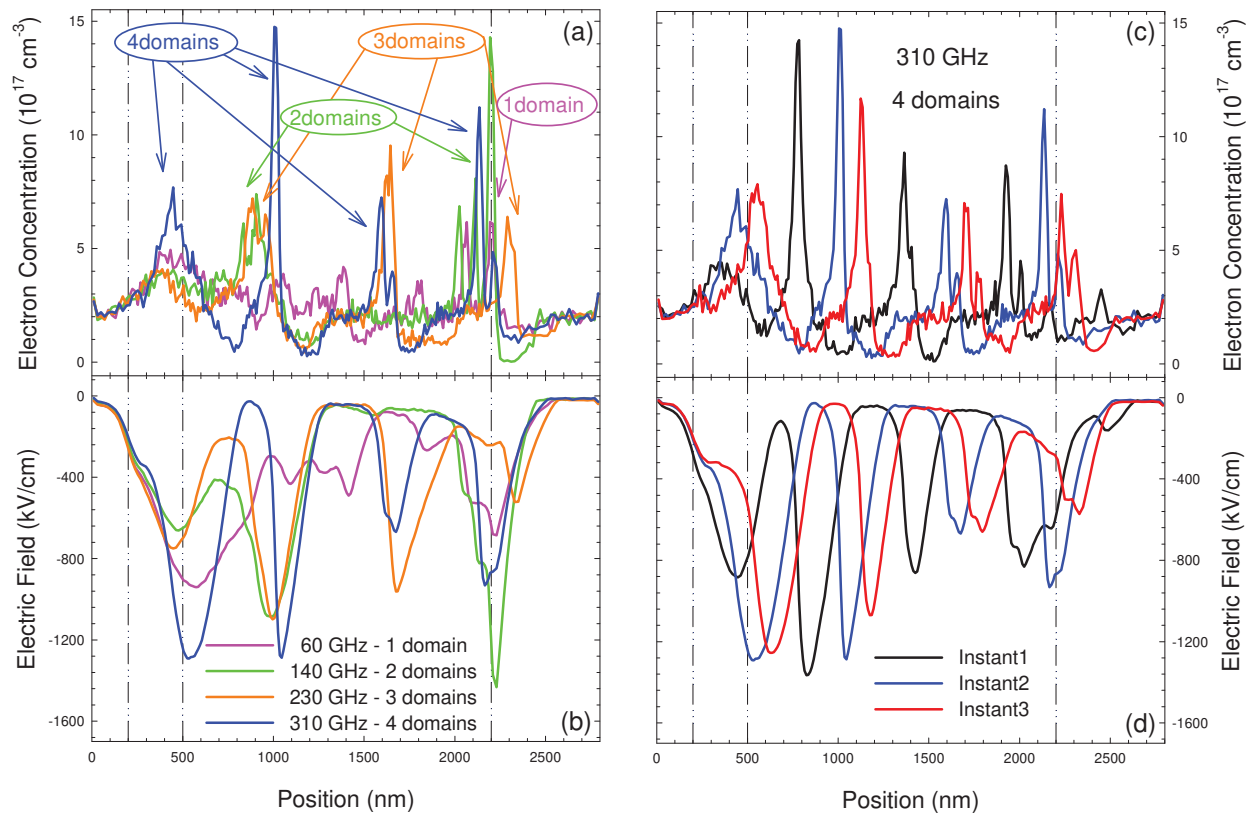 15
10
5
0
Electron Concentration (10^17 cm^-3)
(a)
4domains
3domains
2domains
1domain
0
-400
-800
-1200
-1600
Electric Field (kV/cm)
60 GHz - 1 domain
140 GHz - 2 domains
230 GHz - 3 domains
310 GHz - 4 domains
(b)
0 500 1000 1500 2000 2500
Position (nm)
(c)
310 GHz
4 domains
15
10
5
0
Electron Concentration (10^17 cm^-3)
0
-400
-800
-1200
-1600
Electric Field (kV/cm)
Instant1
Instant2
Instant3
(d)
0 500 1000 1500 2000 2500
Position (nm)